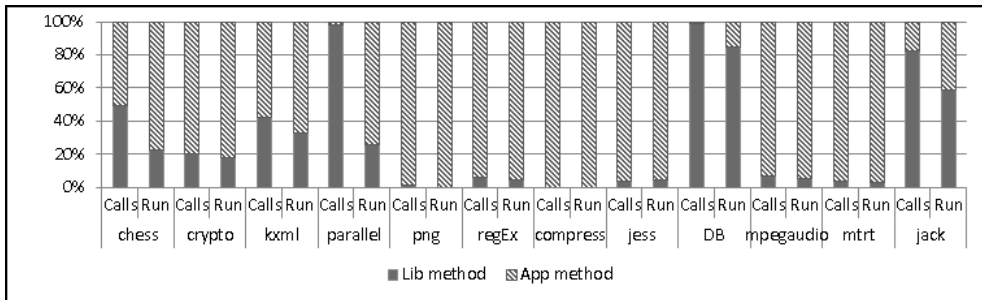 100%
80%
60%
40%
20%
0%
Calls Run Calls Run Calls Run Calls Run Calls Run Calls Run Calls Run Calls Run Calls Run Calls Run Calls Run Calls Run
chess crypto kxml parallel png regEx compress jess DB mpegaudio mtrt jack
Lib method App method